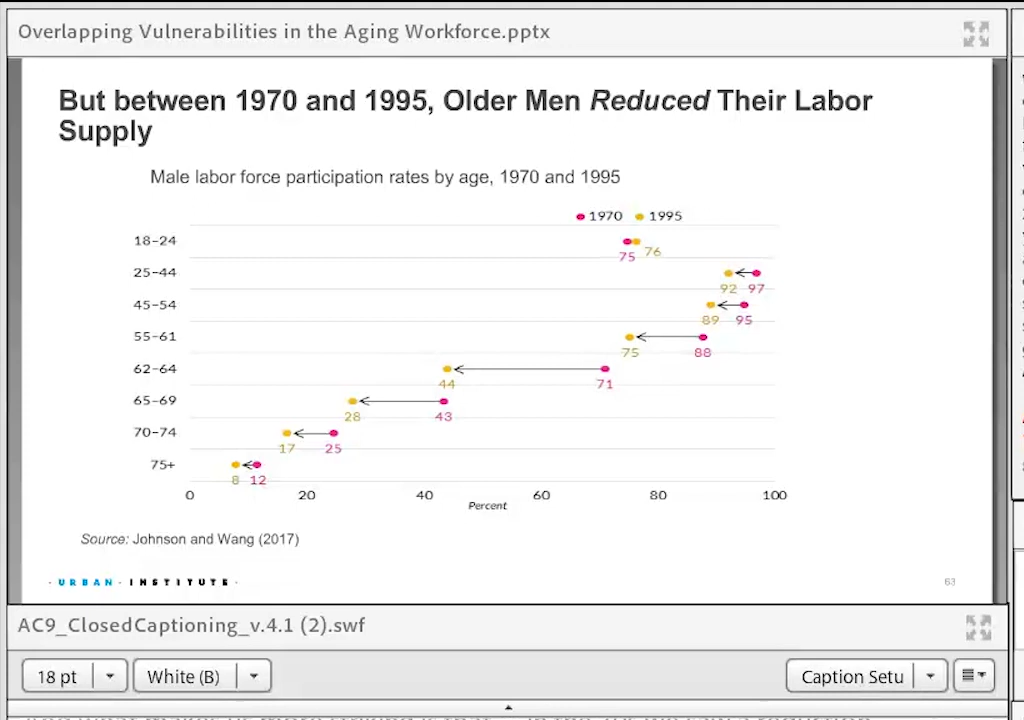 Overlapping Vulnerabilities in the Aging Workforce.pptx
But between 1970 and 1995, Older Men Reduced Their Labor
Supply
Male labor force participation rates by age, 1970 and 1995
1970 1995
18-24
75 76
25-44
92 97
45-54
89 95
55-61
75 88
62-64
44 71
65-69
28 43
70-74
17 25
75+
8 12
0 20 40 60 80 100
Percent
Source: Johnson and Wang (2017)
· URBAN · INSTITUTE ·
63
AC9_ClosedCaptioning_v.4.1 (2).swf
18 pt White (B) Caption Setu